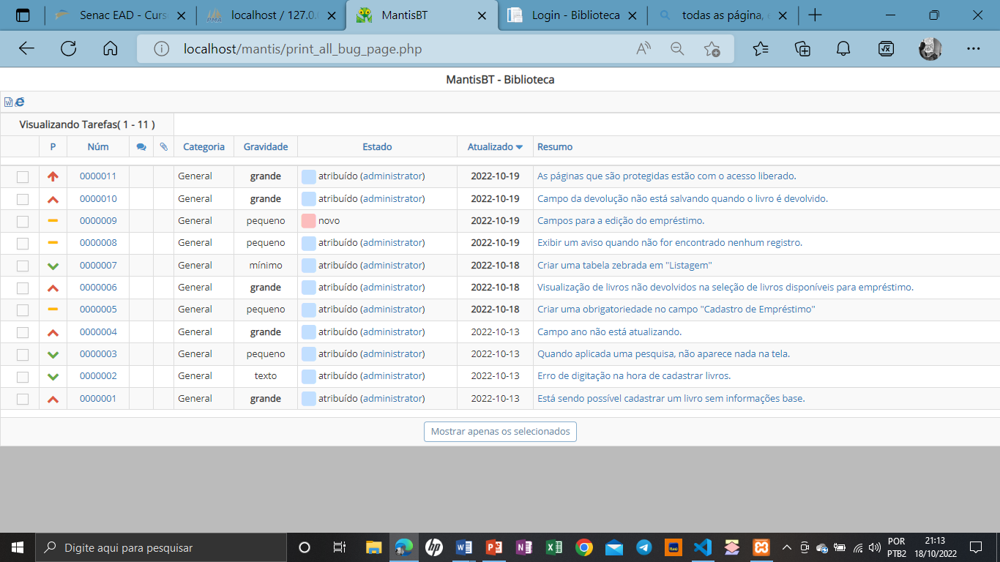 Senac EAD - Curs
localhost / 127.0.
MantisBT
Login - Biblioteca
todas as página,
localhost/mantis/print_all_bug_page.php
MantisBT - Biblioteca
Visualizando Tarefas( 1 - 11 )
P Núm Categoria Gravidade Estado Atualizado Resumo
0000011 General grande atribuído (administrator) 2022-10-19 As páginas que são protegidas estão com o acesso liberado.
0000010 General grande atribuído (administrator) 2022-10-19 Campo da devolução não está salvando quando o livro é devolvido.
0000009 General pequeno novo 2022-10-19 Campos para a edição do empréstimo.
0000008 General pequeno atribuído (administrator) 2022-10-19 Exibir um aviso quando não for encontrado nenhum registro.
0000007 General mínimo atribuído (administrator) 2022-10-18 Criar uma tabela zebrada em "Listagem"
0000006 General grande atribuído (administrator) 2022-10-18 Visualização de livros não devolvidos na seleção de livros disponíveis para empréstimo.
0000005 General pequeno atribuído (administrator) 2022-10-18 Criar uma obrigatoriedade no campo "Cadastro de Empréstimo"
0000004 General grande atribuído (administrator) 2022-10-13 Campo ano não está atualizando.
0000003 General pequeno atribuído (administrator) 2022-10-13 Quando aplicada uma pesquisa, não aparece nada na tela.
0000002 General texto atribuído (administrator) 2022-10-13 Erro de digitação na hora de cadastrar livros.
0000001 General grande atribuído (administrator) 2022-10-13 Está sendo possível cadastrar um livro sem informações base.
Mostrar apenas os selecionados
Digite aqui para pesquisar
POR
PTB2
21:13
18/10/2022